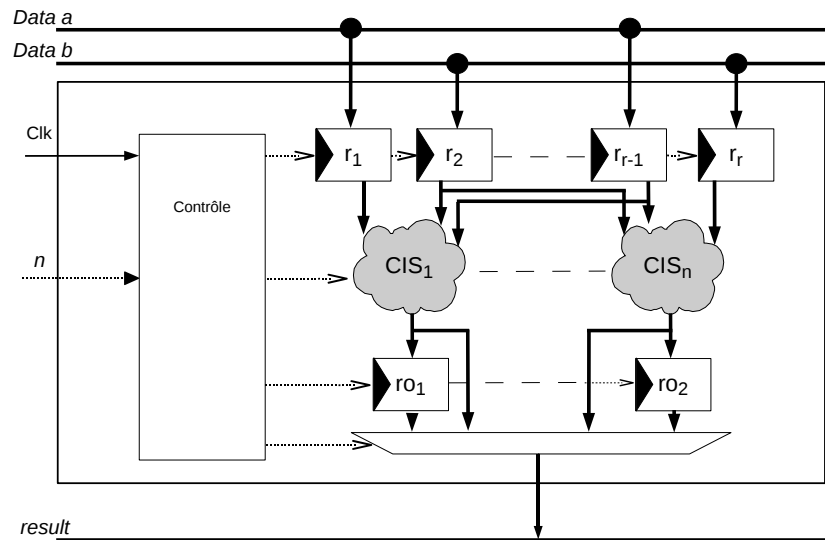 Data a
Data b
Clk
r1 r2 rr-1 rr
Contrôle
n
CIS1 CISn
ro1 ro2
result